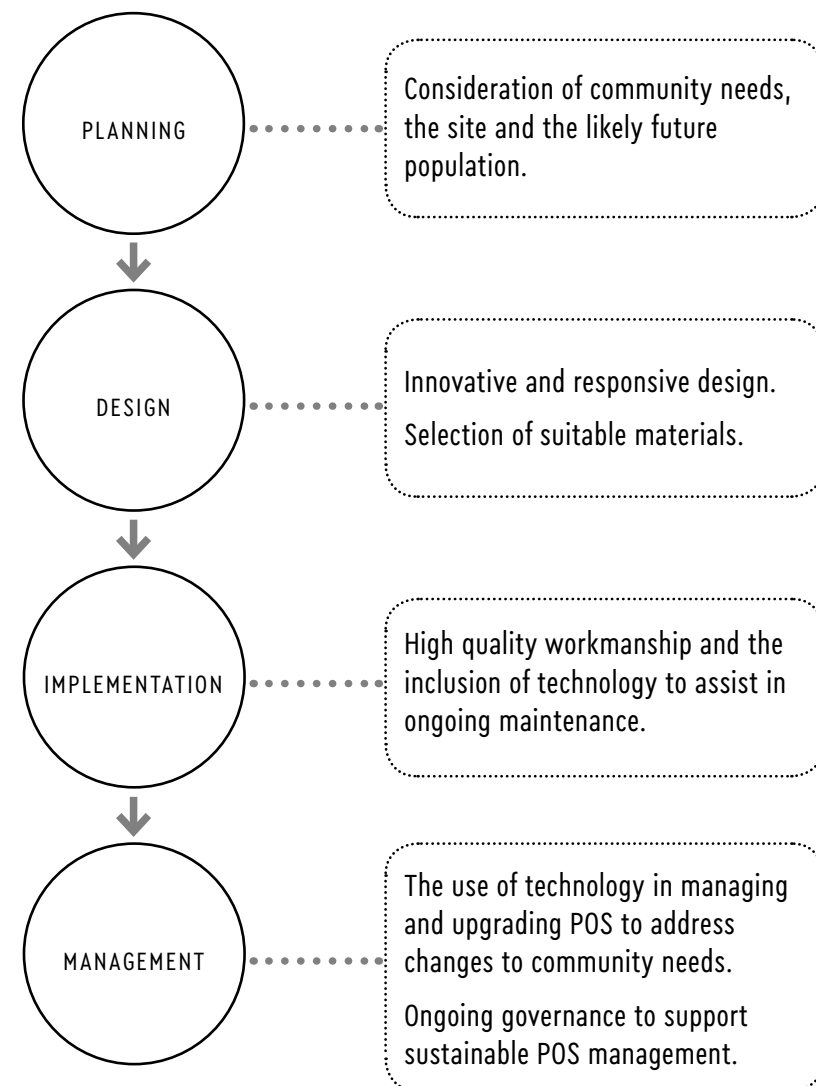 PLANNING
Consideration of community needs,
the site and the likely future
population.
DESIGN
Innovative and responsive design.
Selection of suitable materials.
IMPLEMENTATION
High quality workmanship and the
inclusion of technology to assist in
ongoing maintenance.
MANAGEMENT
The use of technology in managing
and upgrading POS to address
changes to community needs.
Ongoing governance to support
sustainable POS management.